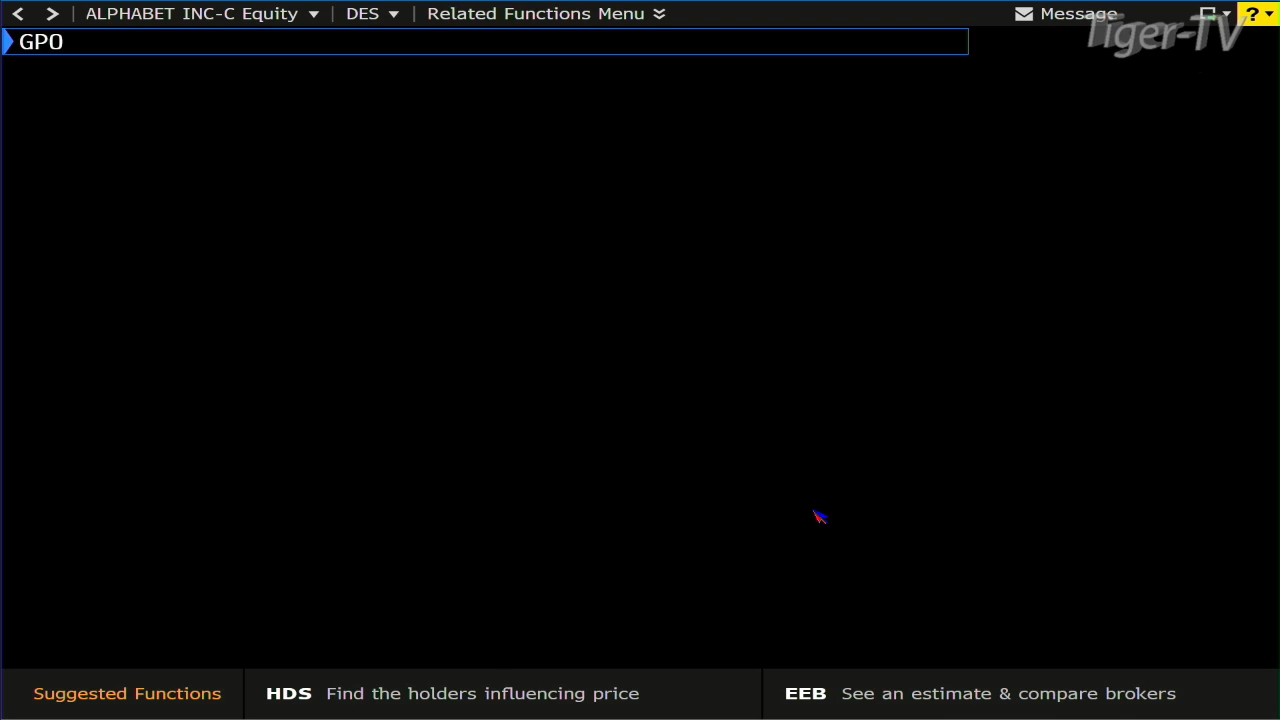 < > ALPHABET INC-C Equity DES Related Functions Menu Message ?
Tiger-TV
GPO
Suggested Functions HDS Find the holders influencing price EEB See an estimate & compare brokers